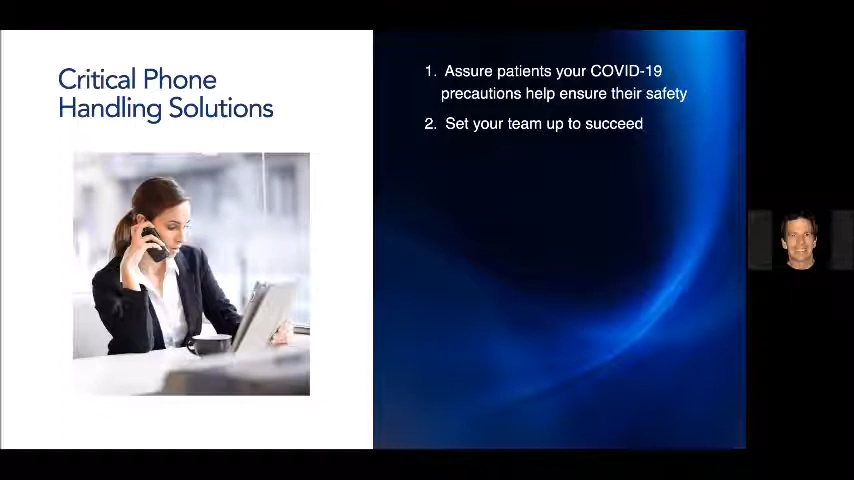 Critical Phone
Handling Solutions
1. Assure patients your COVID-19
precautions help ensure their safety
2. Set your team up to succeed